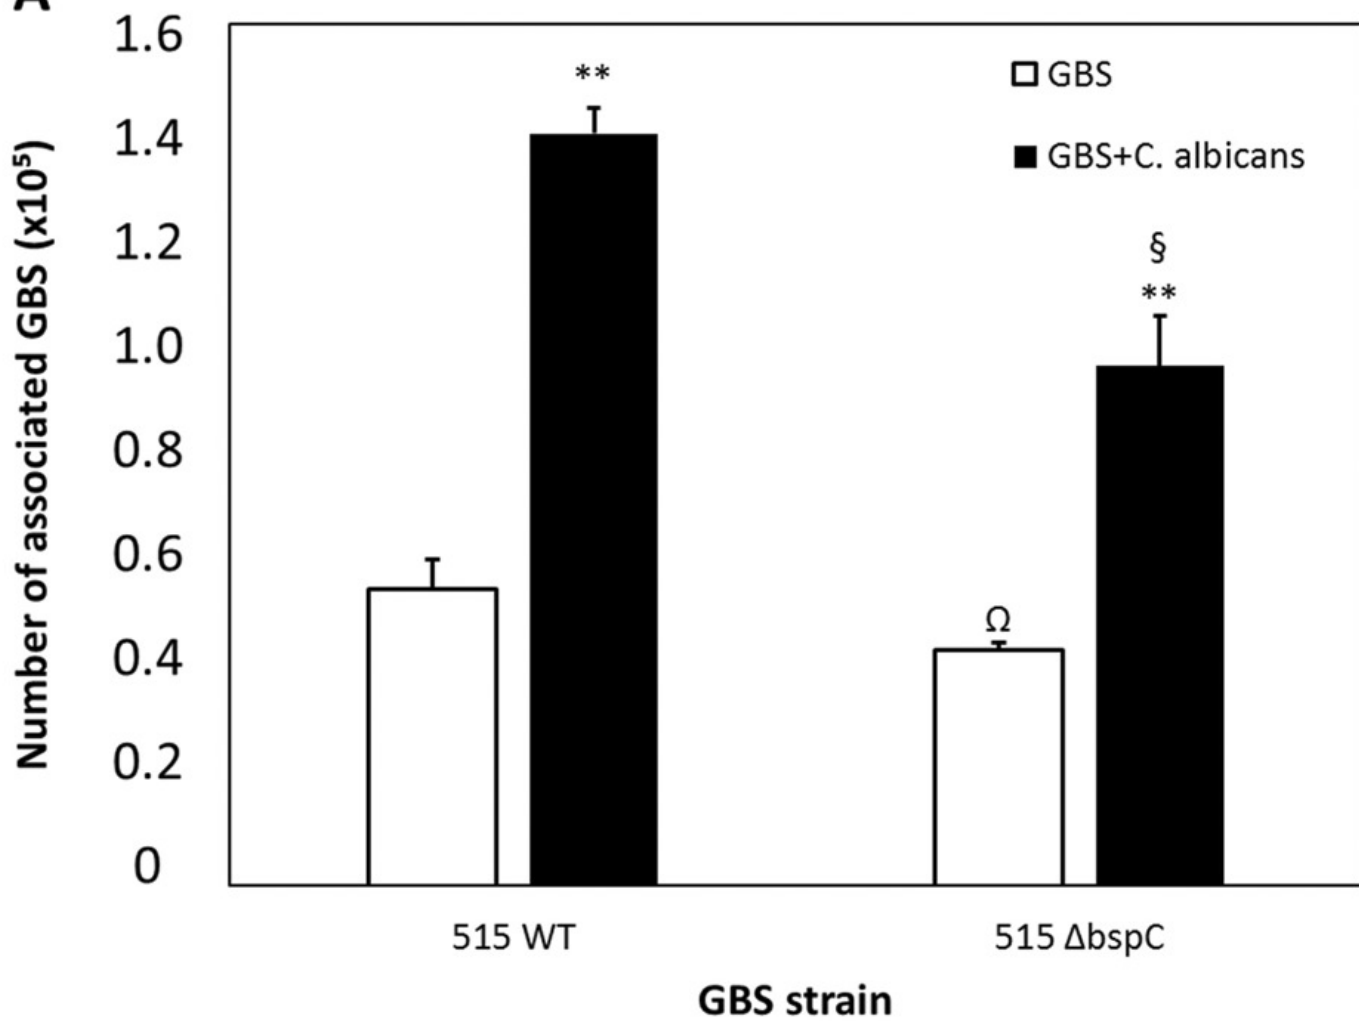 A
Number of associated GBS (x10⁵)
1.6
1.4
1.2
1.0
0.8
0.6
0.4
0.2
0
GBS
GBS+C. albicans
**
§
**
Ω
515 WT
515 ΔbspC
GBS strain